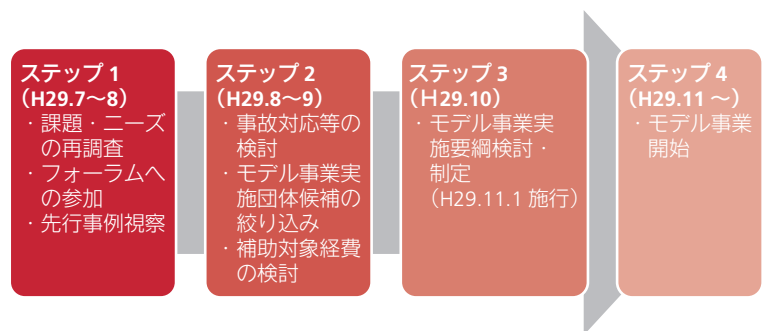 ステップ 1
（H29.7～8）
・課題・ニーズ
の再調査
・フォーラムへ
の参加
・先行事例視察
ステップ 2
（H29.8～9）
・事故対応等の
検討
・モデル事業実
施団体候補の
絞り込み
・補助対象経費
の検討
ステップ 3
（Ｈ29.10）
・モデル事業実
施要綱検討・
制定
（H29.11.1 施行）
ステップ 4
（H29.11 ～）
・モデル事業
開始